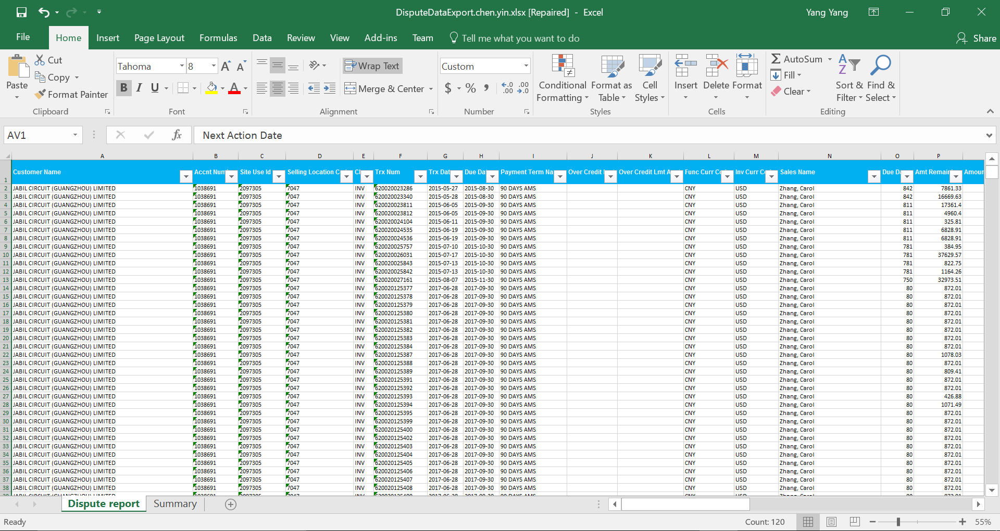 DisputeDataExport.chen.yin.xlsx [Repaired] - Excel
Yang Yang
File Home Insert Page Layout Formulas Data Review View Add-ins Team Tell me what you want to do Share
Paste
Cut
Copy
Format Painter
Clipboard
Tahoma 8
B I U
Font
Wrap Text
Merge & Center
Alignment
Custom
$ % ,
Number
Conditional Formatting
Format as Table
Cell Styles
Styles
Insert Delete Format
Cells
AutoSum
Fill
Clear
Sort & Filter
Find & Select
Editing
AV1 fx Next Action Date
A B C D E F G H I J K L M N O P
1 Customer Name Accnt Site Use Id Selling Location Trx Num Trx Due Payment Term Over Credit Over Credit Lmt Func Curr Inv Curr Sales Name Due Amt
2 JABIL CIRCUIT (GUANGZHOU) LIMITED 1038691 2097305 7047 INV 620020023286 2015-05-27 2015-08-30 90 DAYS AMS CNY USD Zhang, Carol 842 7861.33
3 JABIL CIRCUIT (GUANGZHOU) LIMITED 1038691 2097305 7047 INV 620020023340 2015-05-28 2015-08-30 90 DAYS AMS CNY USD Zhang, Carol 842 16669.63
4 JABIL CIRCUIT (GUANGZHOU) LIMITED 1038691 2097305 7047 INV 620020023811 2015-06-05 2015-09-30 90 DAYS AMS CNY USD Zhang, Carol 811 17361.4
5 JABIL CIRCUIT (GUANGZHOU) LIMITED 1038691 2097305 7047 INV 620020023812 2015-06-05 2015-09-30 90 DAYS AMS CNY USD Zhang, Carol 811 4960.4
6 JABIL CIRCUIT (GUANGZHOU) LIMITED 1038691 2097305 7047 INV 620020024104 2015-06-11 2015-09-30 90 DAYS AMS CNY USD Zhang, Carol 811 325.81
7 JABIL CIRCUIT (GUANGZHOU) LIMITED 1038691 2097305 7047 INV 620020024535 2015-06-19 2015-09-30 90 DAYS AMS CNY USD Zhang, Carol 811 6828.91
8 JABIL CIRCUIT (GUANGZHOU) LIMITED 1038691 2097305 7047 INV 620020024536 2015-06-19 2015-09-30 90 DAYS AMS CNY USD Zhang, Carol 811 6828.91
9 JABIL CIRCUIT (GUANGZHOU) LIMITED 1038691 2097305 7047 INV 620020025757 2015-07-10 2015-10-30 90 DAYS AMS CNY USD Zhang, Carol 781 384.95
10 JABIL CIRCUIT (GUANGZHOU) LIMITED 1038691 2097305 7047 INV 620020026031 2015-07-17 2015-10-30 90 DAYS AMS CNY USD Zhang, Carol 781 37629.57
11 JABIL CIRCUIT (GUANGZHOU) LIMITED 1038691 2097305 7047 INV 620020025843 2015-07-13 2015-10-30 90 DAYS AMS CNY USD Zhang, Carol 781 822.75
12 JABIL CIRCUIT (GUANGZHOU) LIMITED 1038691 2097305 7047 INV 620020025842 2015-07-13 2015-10-30 90 DAYS AMS CNY USD Zhang, Carol 781 1164.26
13 JABIL CIRCUIT (GUANGZHOU) LIMITED 1038691 2097305 7047 INV 620020027161 2015-08-07 2015-11-30 90 DAYS AMS CNY USD Zhang, Carol 750 32973.51
14 JABIL CIRCUIT (GUANGZHOU) LIMITED 1038691 2097305 7047 INV 620020125377 2017-06-28 2017-09-30 90 DAYS AMS CNY USD Zhang, Carol 80 872.01
15 JABIL CIRCUIT (GUANGZHOU) LIMITED 1038691 2097305 7047 INV 620020125378 2017-06-28 2017-09-30 90 DAYS AMS CNY USD Zhang, Carol 80 872.01
16 JABIL CIRCUIT (GUANGZHOU) LIMITED 1038691 2097305 7047 INV 620020125379 2017-06-28 2017-09-30 90 DAYS AMS CNY USD Zhang, Carol 80 872.01
17 JABIL CIRCUIT (GUANGZHOU) LIMITED 1038691 2097305 7047 INV 620020125380 2017-06-28 2017-09-30 90 DAYS AMS CNY USD Zhang, Carol 80 872.01
18 JABIL CIRCUIT (GUANGZHOU) LIMITED 1038691 2097305 7047 INV 620020125381 2017-06-28 2017-09-30 90 DAYS AMS CNY USD Zhang, Carol 80 872.01
19 JABIL CIRCUIT (GUANGZHOU) LIMITED 1038691 2097305 7047 INV 620020125382 2017-06-28 2017-09-30 90 DAYS AMS CNY USD Zhang, Carol 80 872.01
20 JABIL CIRCUIT (GUANGZHOU) LIMITED 1038691 2097305 7047 INV 620020125383 2017-06-28 2017-09-30 90 DAYS AMS CNY USD Zhang, Carol 80 872.01
21 JABIL CIRCUIT (GUANGZHOU) LIMITED 1038691 2097305 7047 INV 620020125384 2017-06-28 2017-09-30 90 DAYS AMS CNY USD Zhang, Carol 80 872.01
22 JABIL CIRCUIT (GUANGZHOU) LIMITED 1038691 2097305 7047 INV 620020125387 2017-06-28 2017-09-30 90 DAYS AMS CNY USD Zhang, Carol 80 1078.03
23 JABIL CIRCUIT (GUANGZHOU) LIMITED 1038691 2097305 7047 INV 620020125388 2017-06-28 2017-09-30 90 DAYS AMS CNY USD Zhang, Carol 80 872.01
24 JABIL CIRCUIT (GUANGZHOU) LIMITED 1038691 2097305 7047 INV 620020125389 2017-06-28 2017-09-30 90 DAYS AMS CNY USD Zhang, Carol 80 809.41
25 JABIL CIRCUIT (GUANGZHOU) LIMITED 1038691 2097305 7047 INV 620020125391 2017-06-28 2017-09-30 90 DAYS AMS CNY USD Zhang, Carol 80 872.01
26 JABIL CIRCUIT (GUANGZHOU) LIMITED 1038691 2097305 7047 INV 620020125392 2017-06-28 2017-09-30 90 DAYS AMS CNY USD Zhang, Carol 80 872.01
27 JABIL CIRCUIT (GUANGZHOU) LIMITED 1038691 2097305 7047 INV 620020125393 2017-06-28 2017-09-30 90 DAYS AMS CNY USD Zhang, Carol 80 426.88
28 JABIL CIRCUIT (GUANGZHOU) LIMITED 1038691 2097305 7047 INV 620020125394 2017-06-28 2017-09-30 90 DAYS AMS CNY USD Zhang, Carol 80 1071.49
29 JABIL CIRCUIT (GUANGZHOU) LIMITED 1038691 2097305 7047 INV 620020125395 2017-06-28 2017-09-30 90 DAYS AMS CNY USD Zhang, Carol 80 872.01
30 JABIL CIRCUIT (GUANGZHOU) LIMITED 1038691 2097305 7047 INV 620020125399 2017-06-28 2017-09-30 90 DAYS AMS CNY USD Zhang, Carol 80 872.01
31 JABIL CIRCUIT (GUANGZHOU) LIMITED 1038691 2097305 7047 INV 620020125400 2017-06-28 2017-09-30 90 DAYS AMS CNY USD Zhang, Carol 80 872.01
32 JABIL CIRCUIT (GUANGZHOU) LIMITED 1038691 2097305 7047 INV 620020125402 2017-06-28 2017-09-30 90 DAYS AMS CNY USD Zhang, Carol 80 872.01
33 JABIL CIRCUIT (GUANGZHOU) LIMITED 1038691 2097305 7047 INV 620020125403 2017-06-28 2017-09-30 90 DAYS AMS CNY USD Zhang, Carol 80 872.01
34 JABIL CIRCUIT (GUANGZHOU) LIMITED 1038691 2097305 7047 INV 620020125404 2017-06-28 2017-09-30 90 DAYS AMS CNY USD Zhang, Carol 80 872.01
35 JABIL CIRCUIT (GUANGZHOU) LIMITED 1038691 2097305 7047 INV 620020125405 2017-06-28 2017-09-30 90 DAYS AMS CNY USD Zhang, Carol 80 872.01
36 JABIL CIRCUIT (GUANGZHOU) LIMITED 1038691 2097305 7047 INV 620020125406 2017-06-28 2017-09-30 90 DAYS AMS CNY USD Zhang, Carol 80 872.01
37 JABIL CIRCUIT (GUANGZHOU) LIMITED 1038691 2097305 7047 INV 620020125407 2017-06-28 2017-09-30 90 DAYS AMS CNY USD Zhang, Carol 80 872.01
38 JABIL CIRCUIT (GUANGZHOU) LIMITED 1038691 2097305 7047 INV 620020125408 2017-06-28 2017-09-30 90 DAYS AMS CNY USD Zhang, Carol 80 872.01
Dispute report Summary
Ready Count: 120 55%